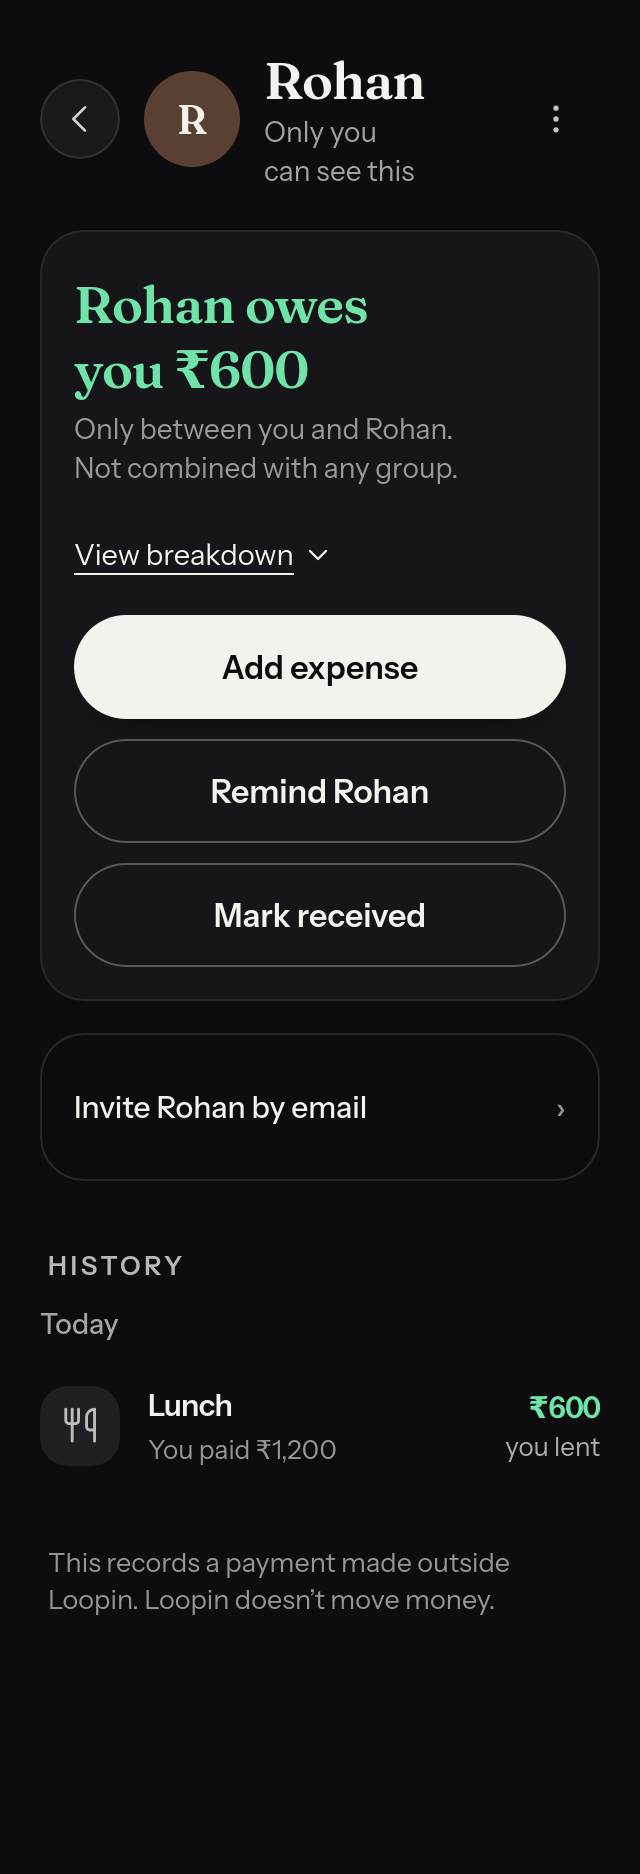 R
Rohan
Only you
can see this
Rohan owes
you ₹600
Only between you and Rohan.
Not combined with any group.
View breakdown
Add expense
Remind Rohan
Mark received
Invite Rohan by email ›
HISTORY
Today
Lunch ₹600
You paid ₹1,200 you lent
This records a payment made outside
Loopin. Loopin doesn’t move money.